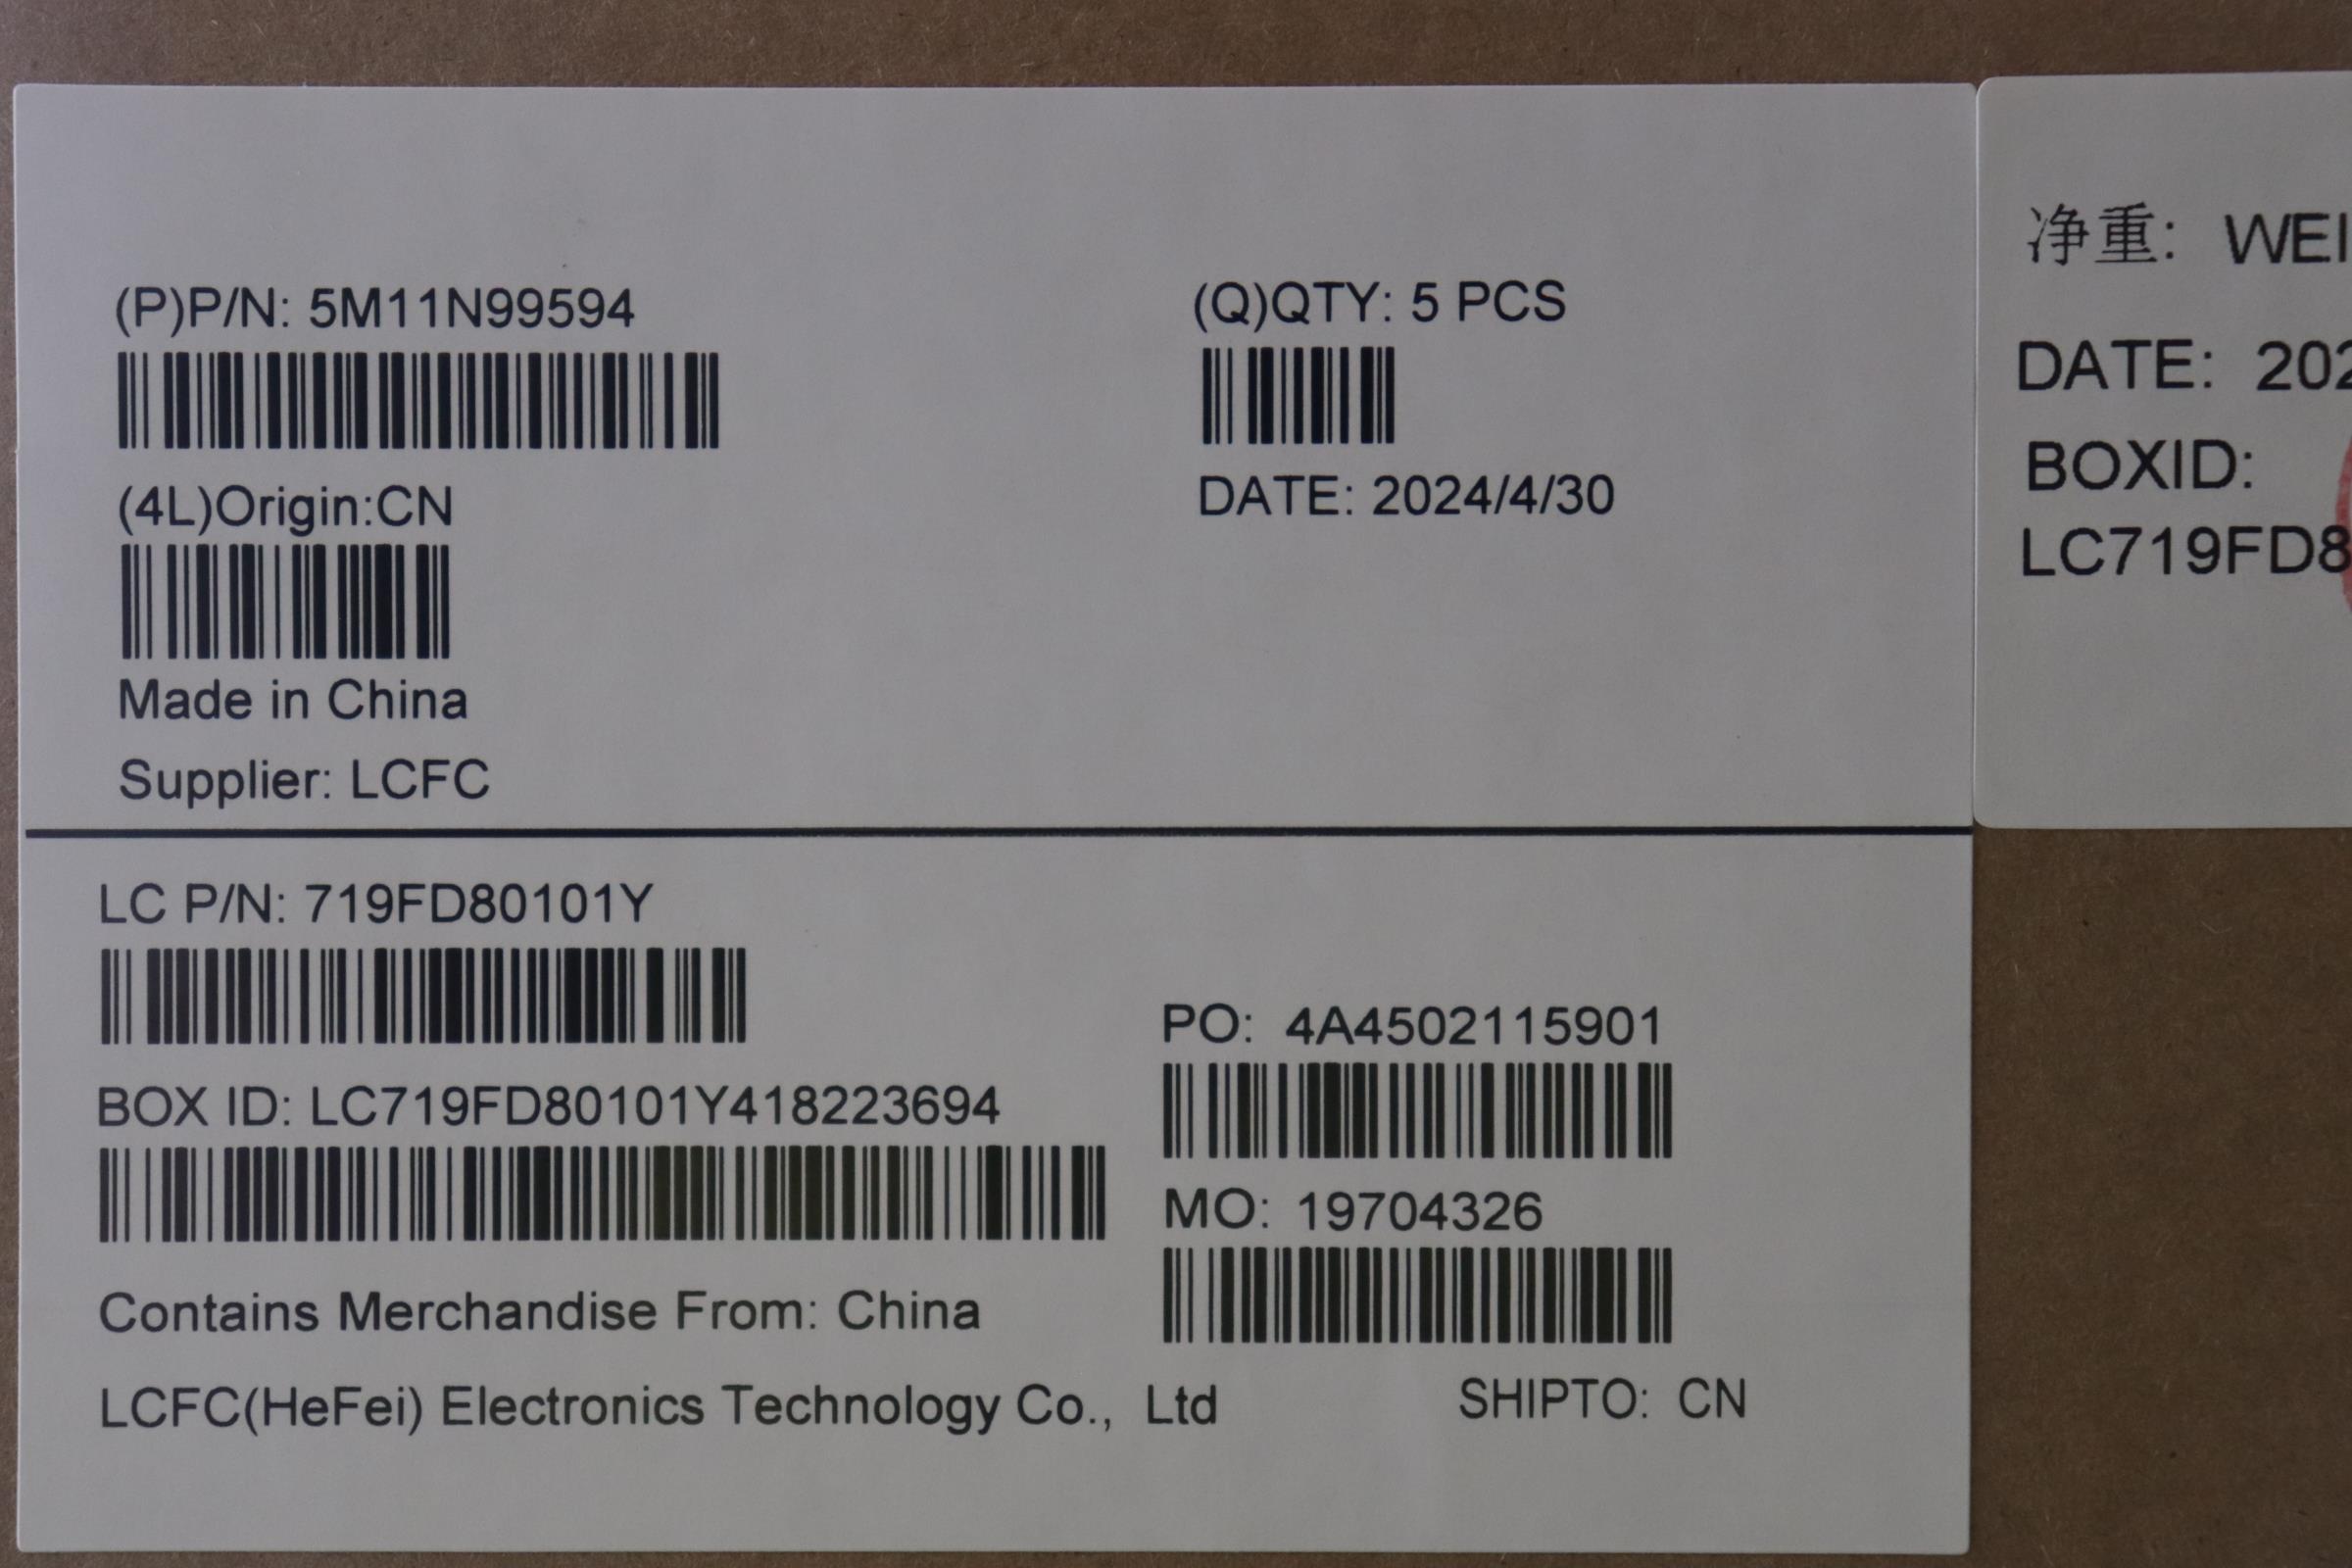 (P)P/N: 5M11N99594
(Q)QTY: 5 PCS
(4L)Origin:CN
DATE: 2024/4/30
Made in China
Supplier: LCFC
LC P/N: 719FD80101Y
PO: 4A4502115901
BOX ID: LC719FD80101Y418223694
MO: 19704326
Contains Merchandise From: China
LCFC(HeFei) Electronics Technology Co., Ltd
SHIPTO: CN
净重: WEI
DATE: 202
BOXID:
LC719FD8